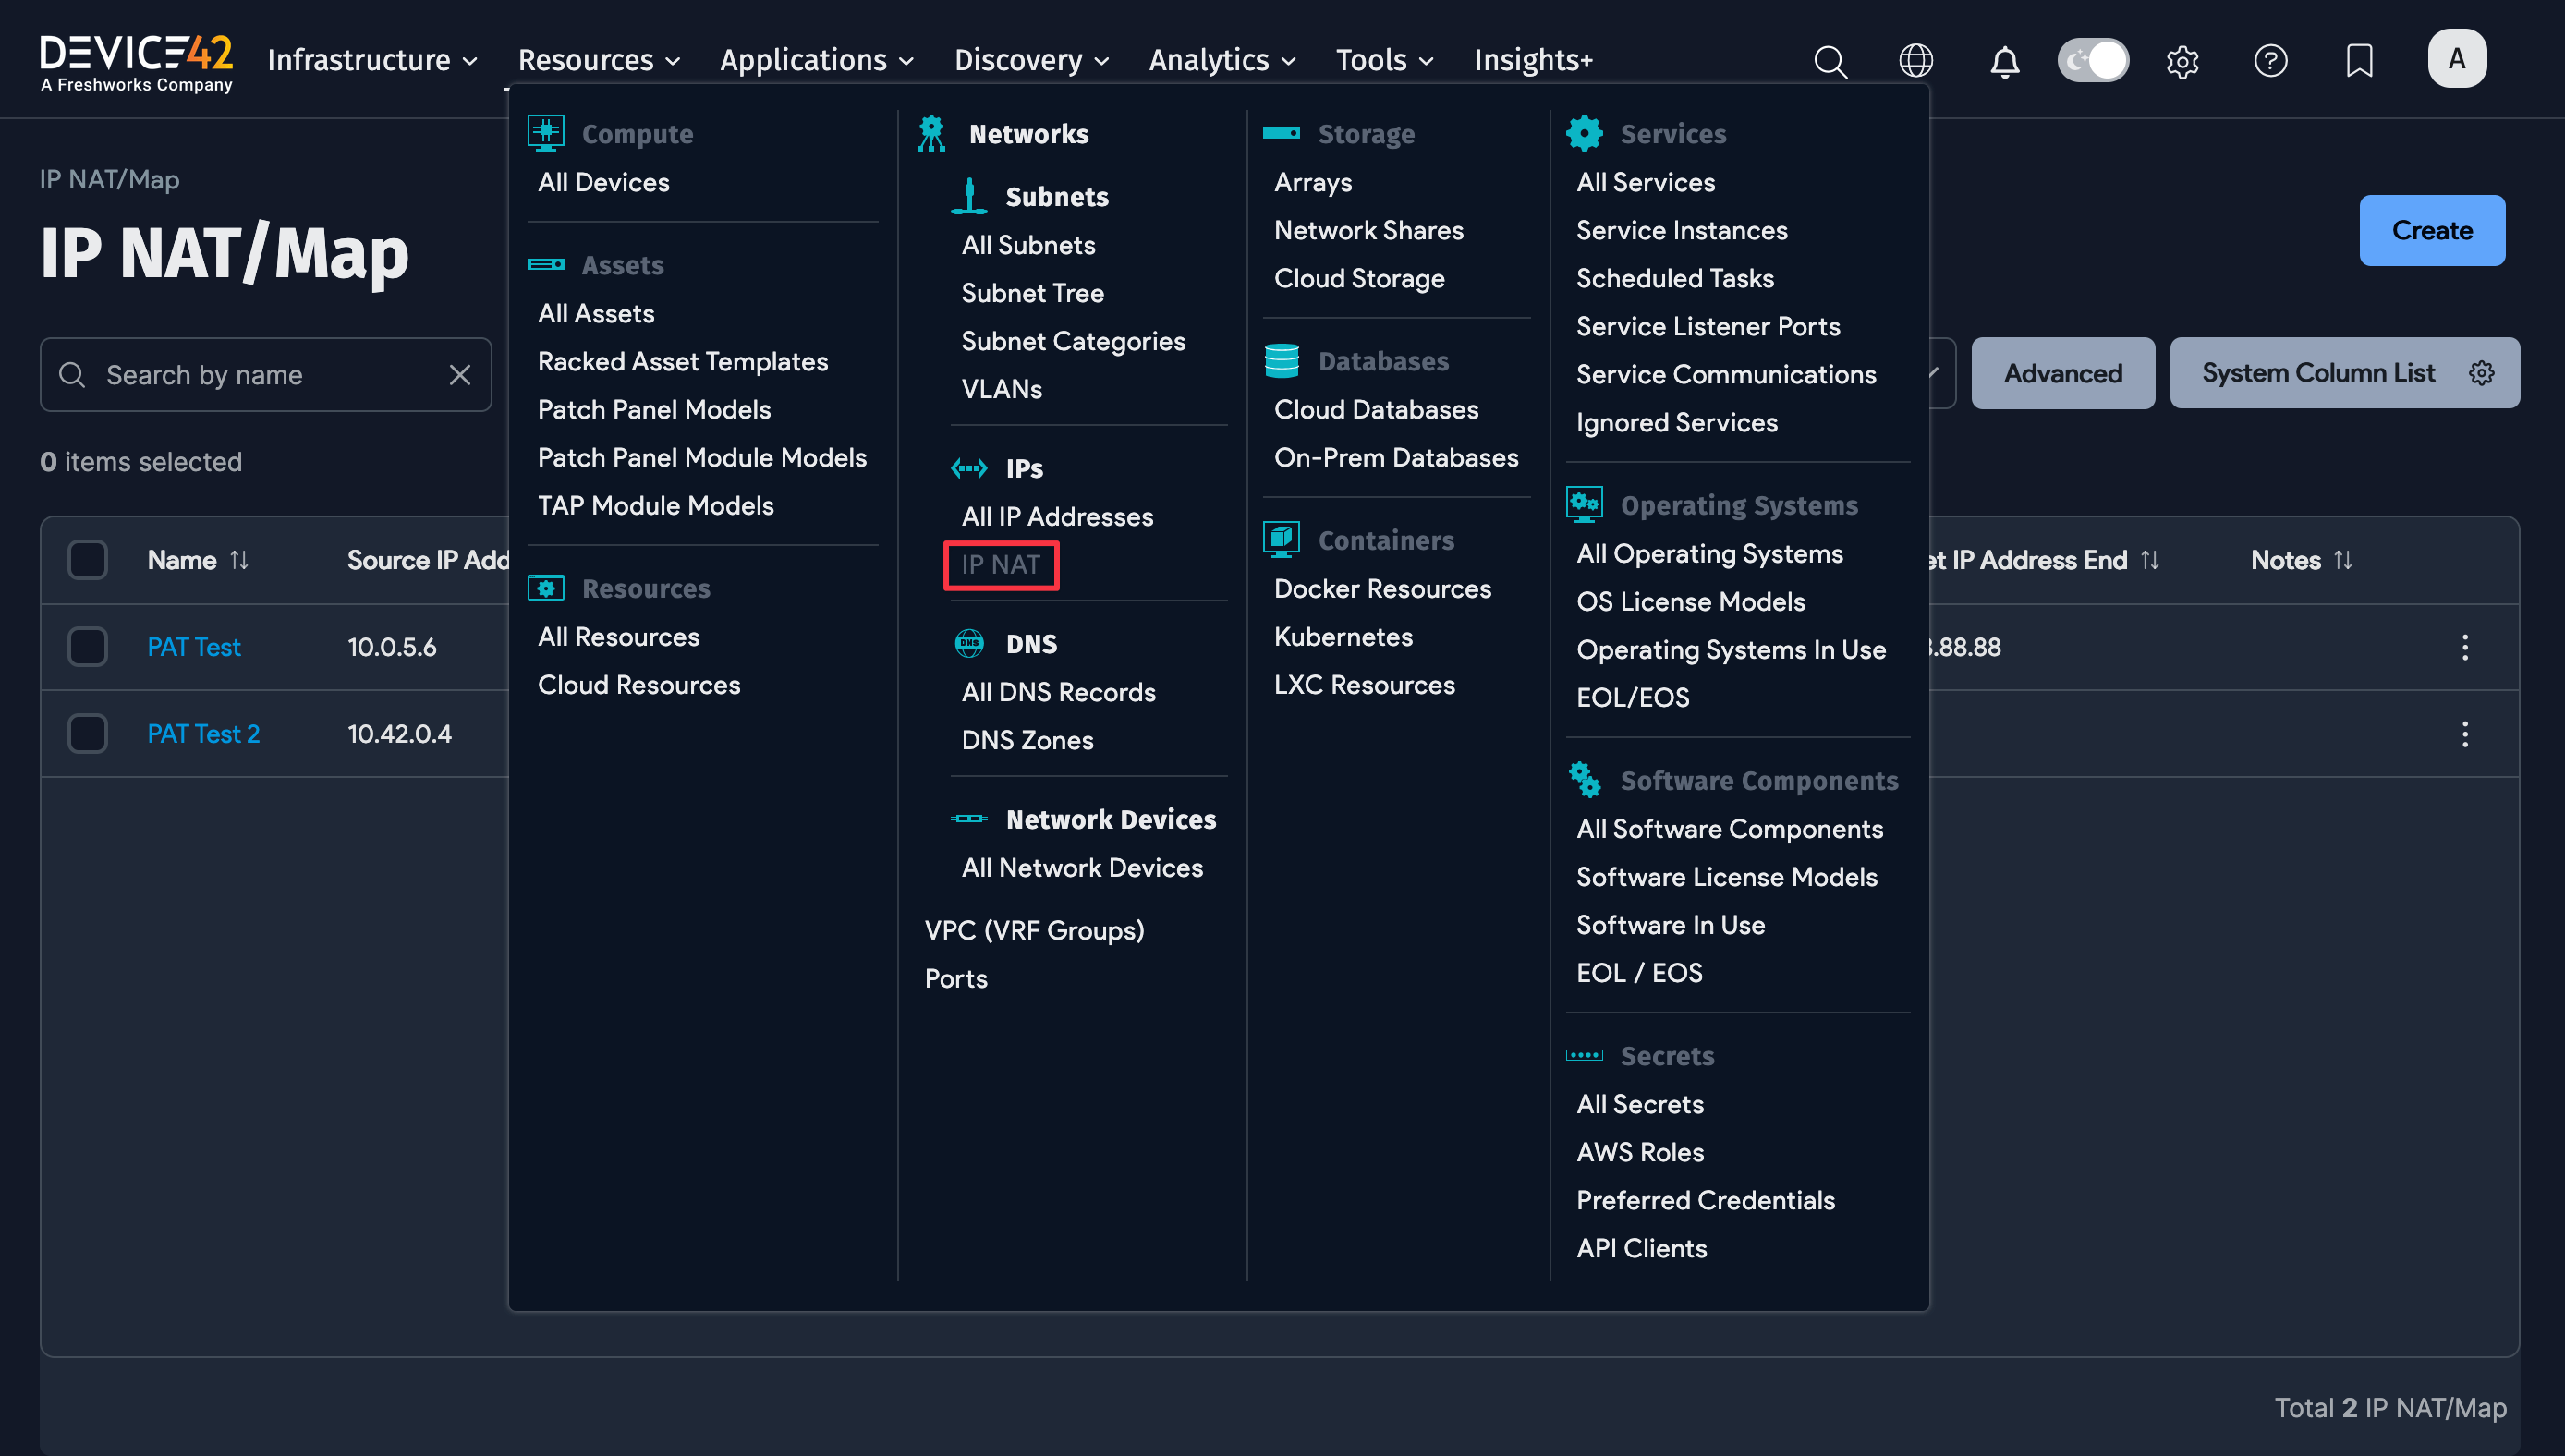 DEVICE42
A Freshworks Company
Infrastructure
Resources
Applications
Discovery
Analytics
Tools
Insights+
A
IP NAT/Map
IP NAT/Map
Create
Search by name
Advanced
System Column List
0 items selected
Name
Source IP Add
et IP Address End
Notes
PAT Test
10.0.5.6
.88.88
PAT Test 2
10.42.0.4
Compute
All Devices
Assets
All Assets
Racked Asset Templates
Patch Panel Models
Patch Panel Module Models
TAP Module Models
Resources
All Resources
Cloud Resources
Networks
Subnets
All Subnets
Subnet Tree
Subnet Categories
VLANs
IPs
All IP Addresses
IP NAT
DNS
All DNS Records
DNS Zones
Network Devices
All Network Devices
VPC (VRF Groups)
Ports
Storage
Arrays
Network Shares
Cloud Storage
Databases
Cloud Databases
On-Prem Databases
Containers
Docker Resources
Kubernetes
LXC Resources
Services
All Services
Service Instances
Scheduled Tasks
Service Listener Ports
Service Communications
Ignored Services
Operating Systems
All Operating Systems
OS License Models
Operating Systems In Use
EOL/EOS
Software Components
All Software Components
Software License Models
Software In Use
EOL / EOS
Secrets
All Secrets
AWS Roles
Preferred Credentials
API Clients
Total 2 IP NAT/Map